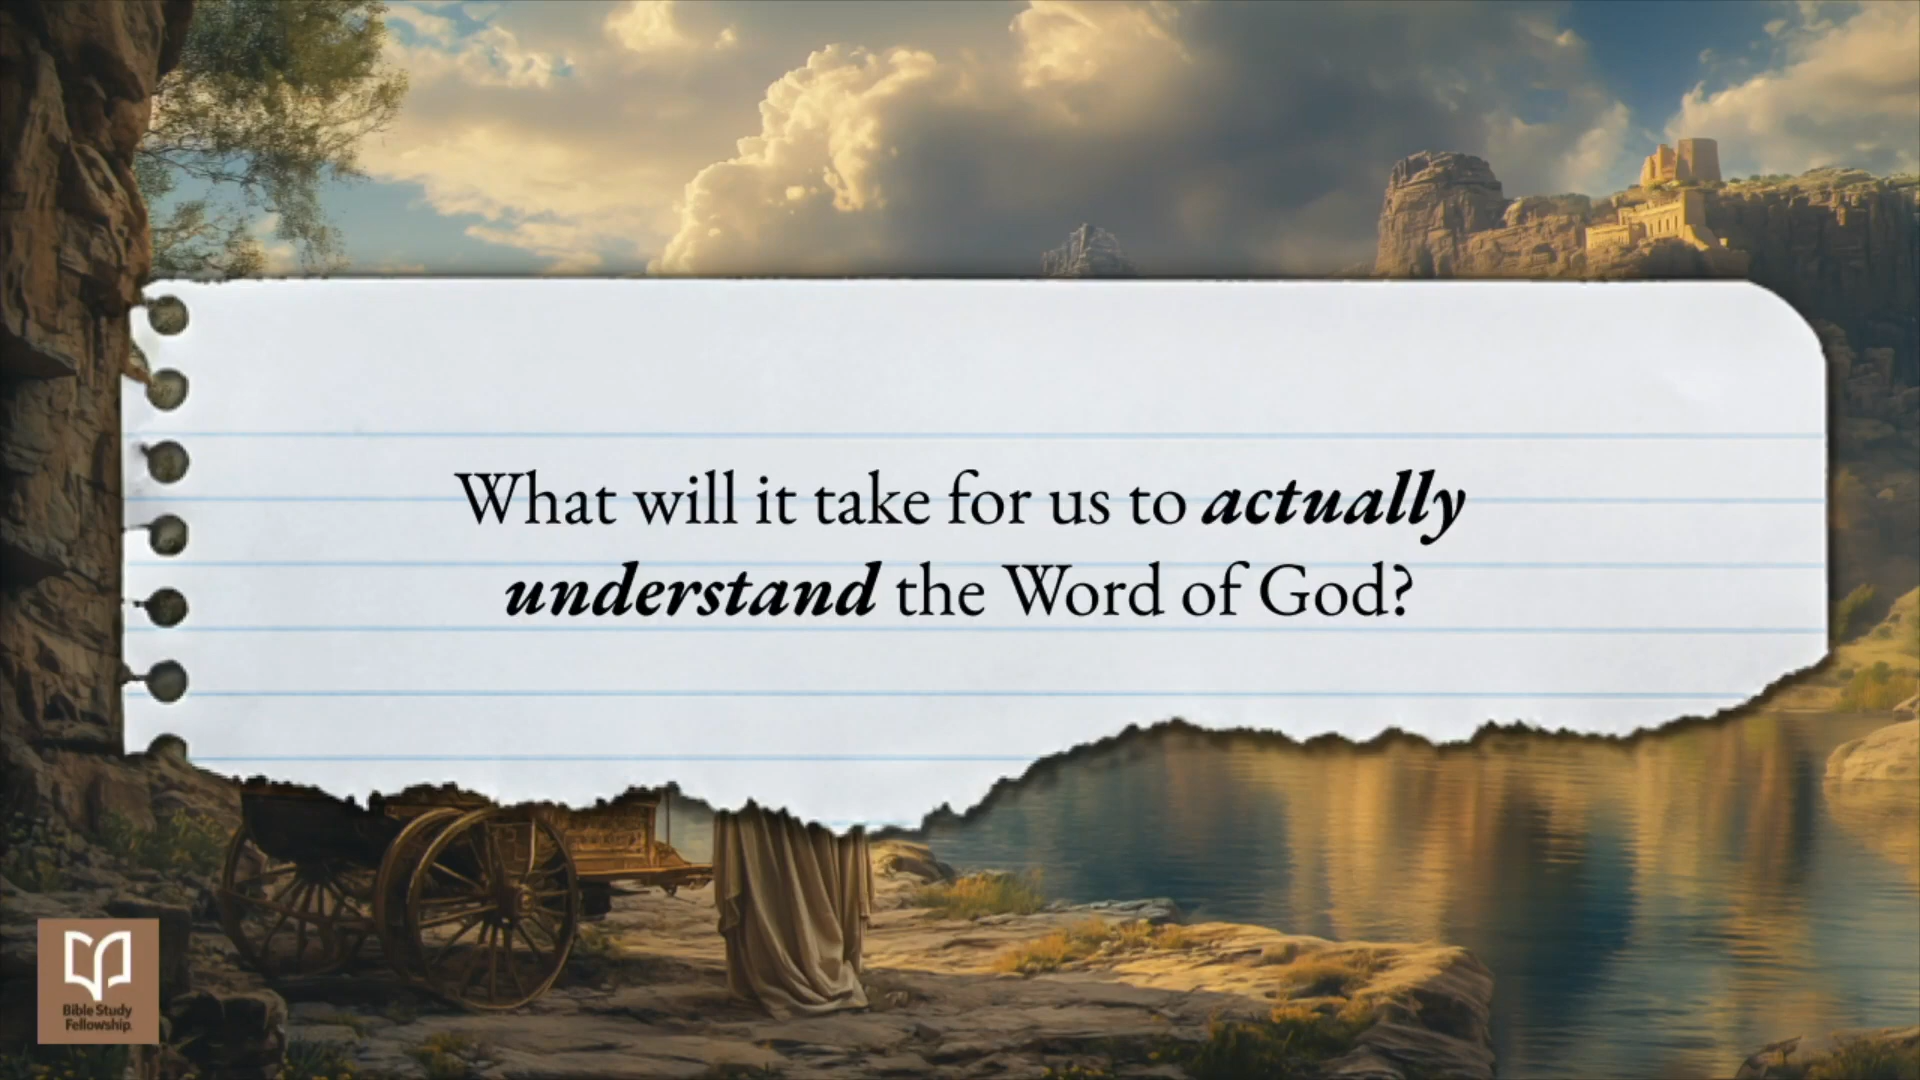 What will it take for us to actually
understand the Word of God?
Bible Study
Fellowship